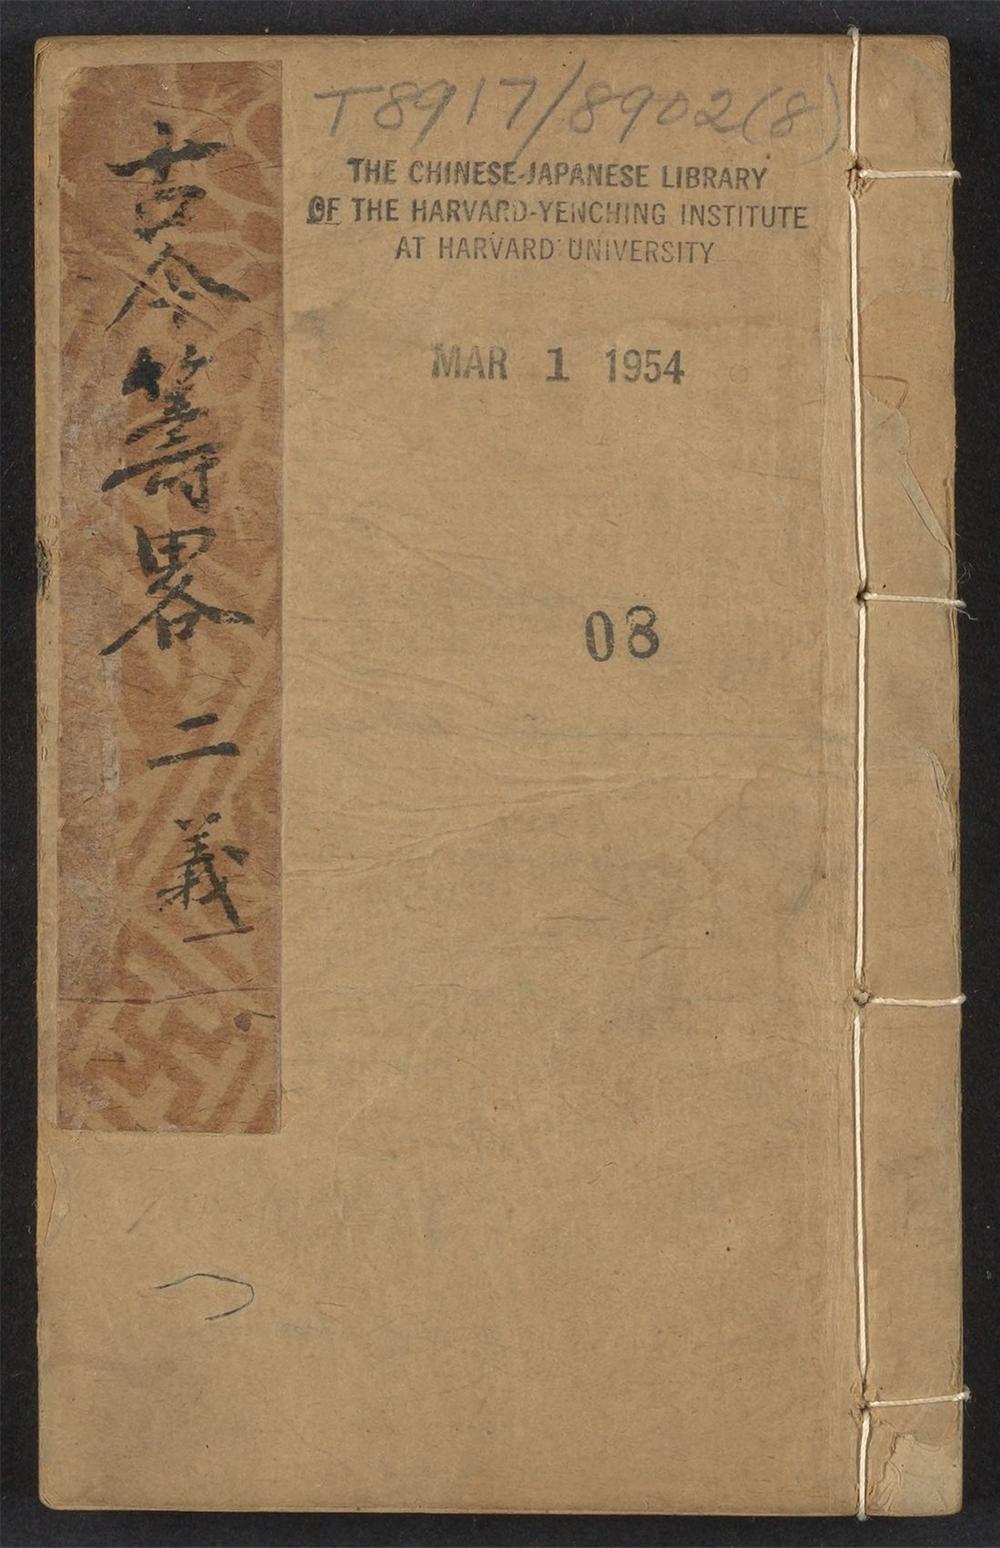 T8917/8902(8)
THE CHINESE-JAPANESE LIBRARY
OF THE HARVARD-YENCHING INSTITUTE
AT HARVARD UNIVERSITY
MAR 1 1954
08
古今籌畧 二 義